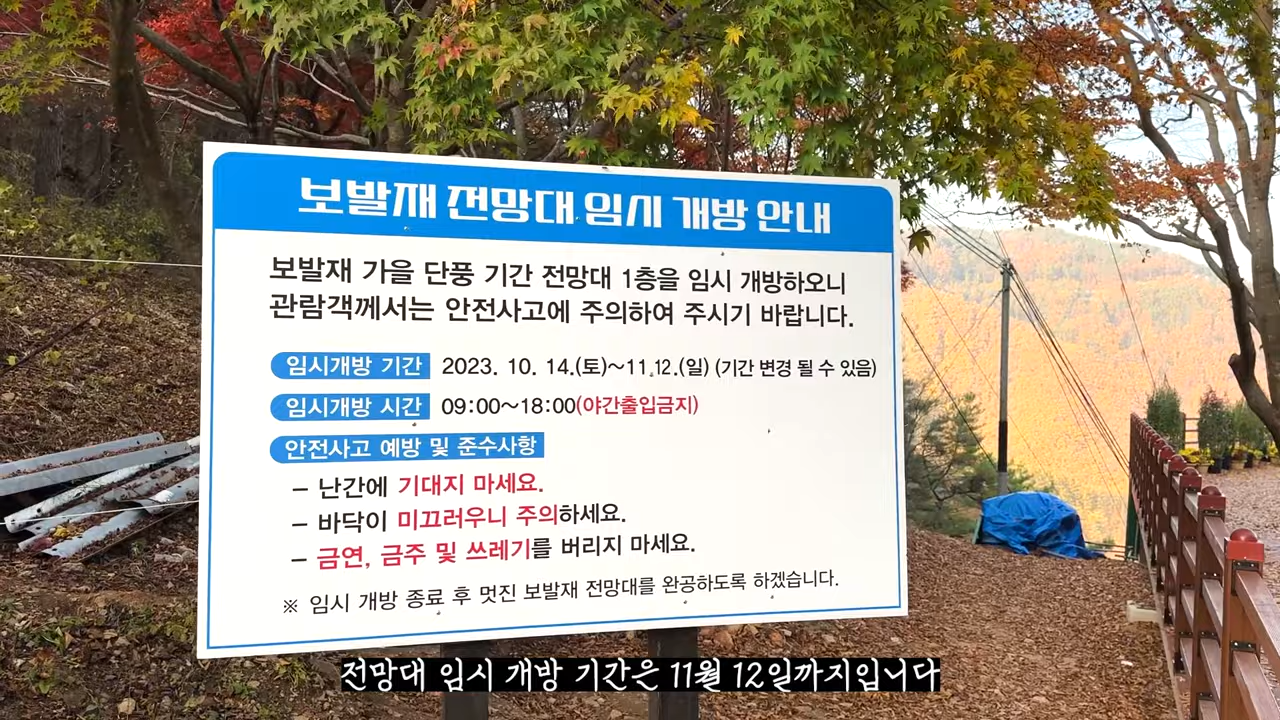 보발재 전망대 임시 개방 안내
보발재 가을 단풍 기간 전망대 1층을 임시 개방하오니
관람객께서는 안전사고에 주의하여 주시기 바랍니다.
임시개방 기간 2023. 10. 14.(토)~11.12.(일) (기간 변경 될 수 있음)
임시개방 시간 09:00~18:00(야간출입금지)
안전사고 예방 및 준수사항
– 난간에 기대지 마세요.
– 바닥이 미끄러우니 주의하세요.
– 금연, 금주 및 쓰레기를 버리지 마세요.
※ 임시 개방 종료 후 멋진 보발재 전망대를 완공하도록 하겠습니다.
전망대 임시 개방 기간은 11월 12일까지입니다